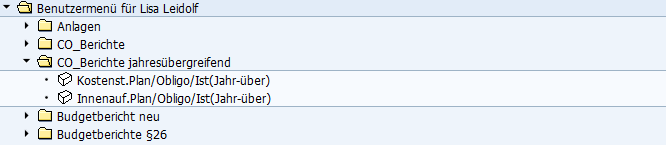 Benutzermenü für Lisa Leidolf
Anlagen
CO_Berichte
CO_Berichte jahresübergreifend
Kostenst.Plan/Obligo/Ist(Jahr-über)
Innenauf.Plan/Obligo/Ist(Jahr-über)
Budgetbericht neu
Budgetberichte §26